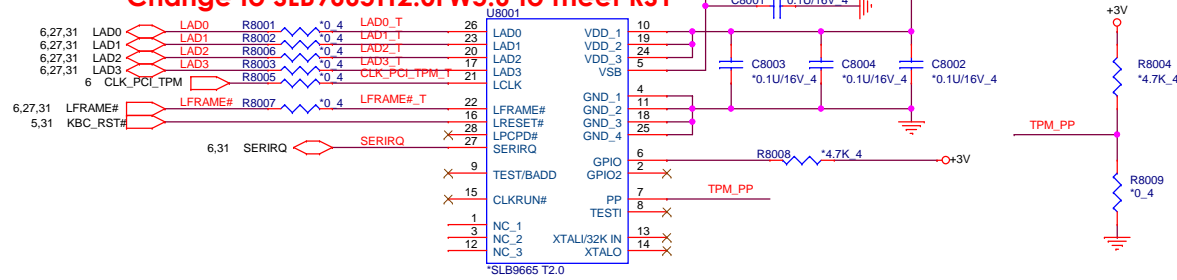 Change to SLB9665TT2.0FW5.6 to meet RST
U8001
C8001 0.1U/16V_4
+3V
6,27,31 LAD0 LAD0 R8001 *0_4 LAD0_T 26 LAD0 VDD_1 10
6,27,31 LAD1 LAD1 R8002 *0_4 LAD1_T 23 LAD1 VDD_2 19
6,27,31 LAD2 LAD2 R8006 *0_4 LAD2_T 20 LAD2 VDD_3 24
6,27,31 LAD3 LAD3 R8003 *0_4 LAD3_T 17 LAD3 VSB 5
6 CLK_PCI_TPM R8005 *0_4 CLK_PCI_TPM_T 21 LCLK
C8003 *0.1U/16V_4
C8004 *0.1U/16V_4
C8002 *0.1U/16V_4
R8004 *4.7K_4
GND_1 4
6,27,31 LFRAME# LFRAME# R8007 *0_4 LFRAME#_T 22 LFRAME# GND_2 11
5,31 KBC_RST# 16 LRESET# GND_3 18
28 LPCPD# GND_4 25
6,31 SERIRQ SERIRQ 27 SERIRQ
TPM_PP
GPIO 6 R8008 *4.7K_4 +3V
9 TEST/BADD GPIO2 2
15 CLKRUN# PP 7 TPM_PP
TESTI 8
R8009 *0_4
1 NC_1
3 NC_2 XTALI/32K IN 13
12 NC_3 XTALO 14
*SLB9665 T2.0